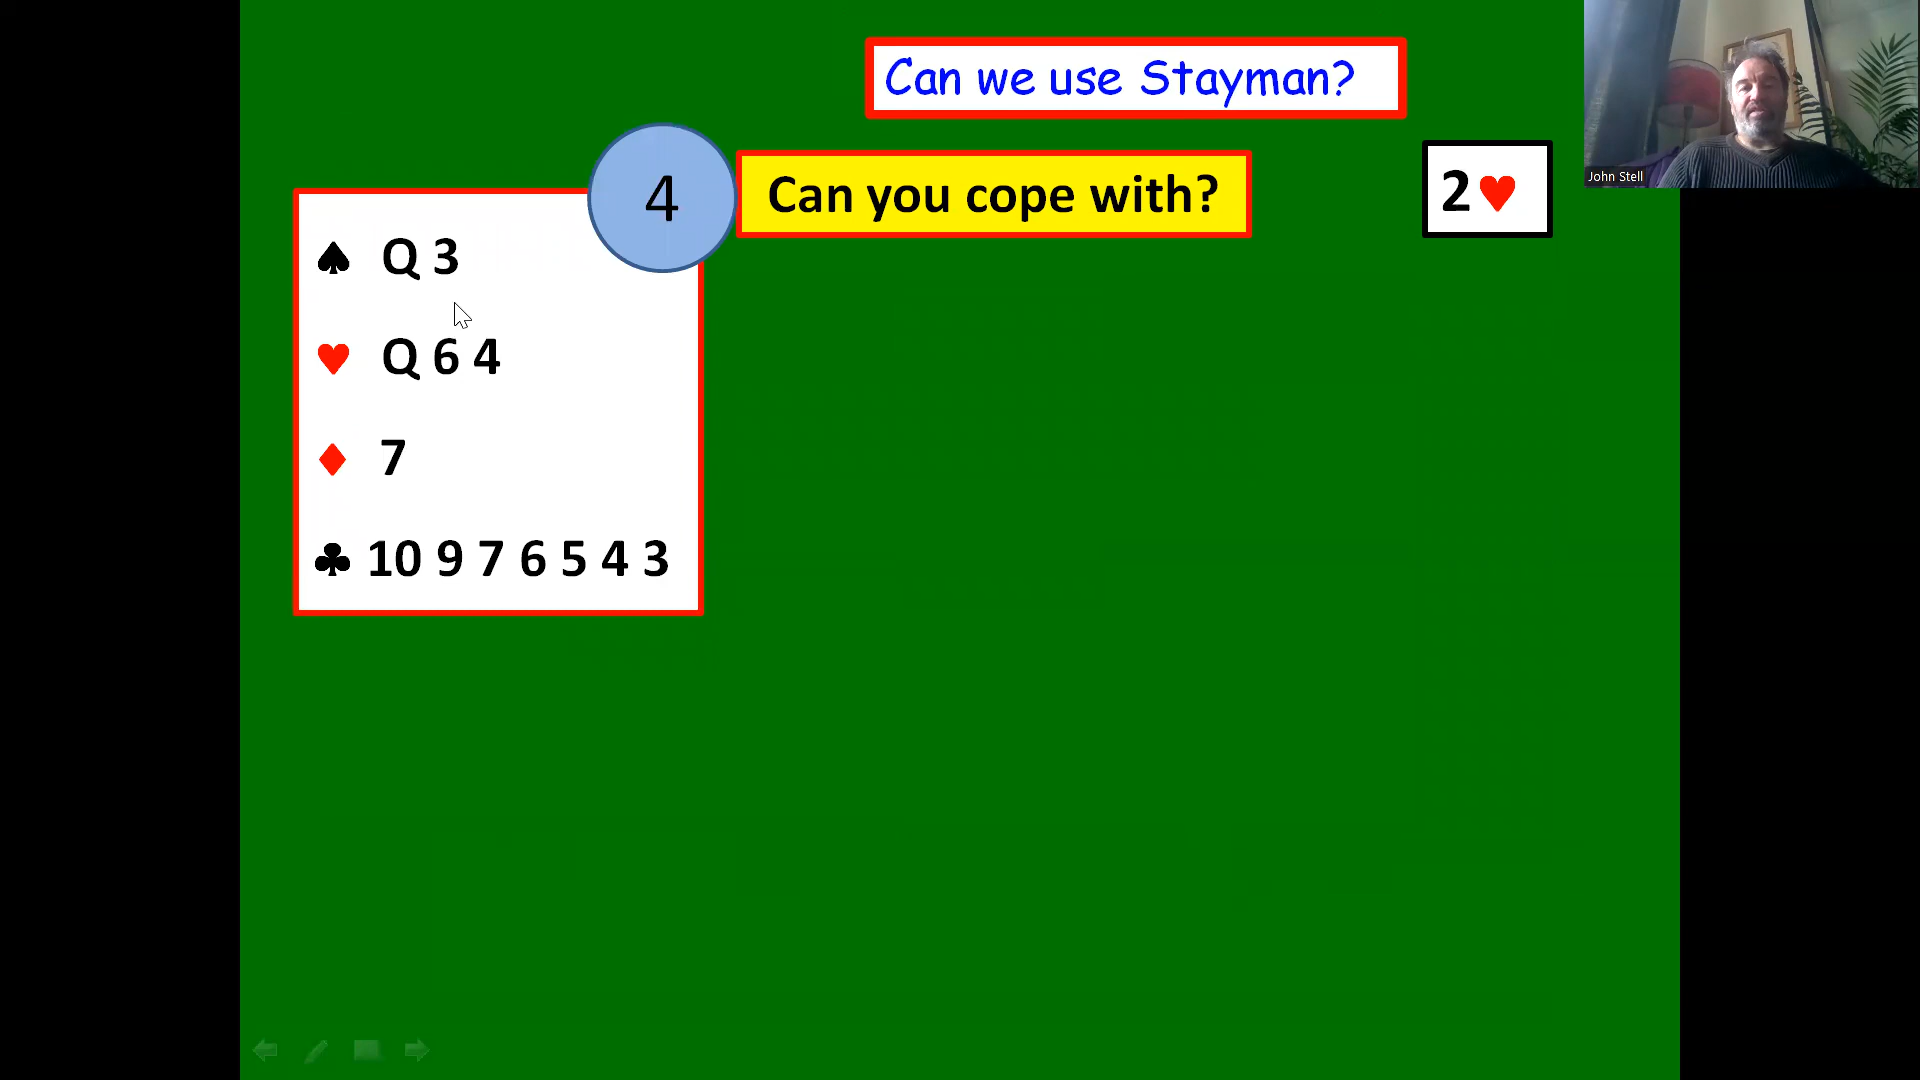 Can we use Stayman?
4
Can you cope with?
2♥
John Stell
♠ Q 3
♥ Q 6 4
♦ 7
♣ 10 9 7 6 5 4 3